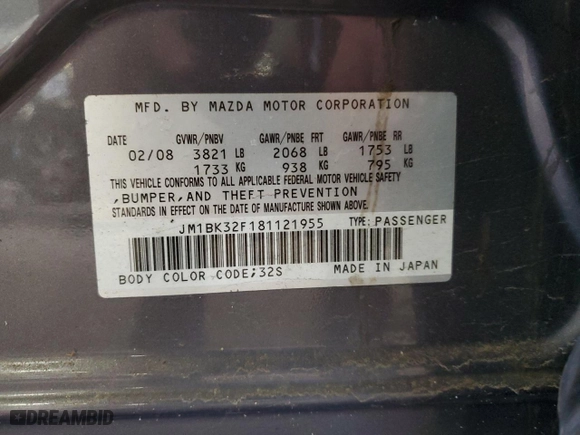 MFD. BY MAZDA MOTOR CORPORATION
DATE GVWR/PNBV GAWR/PNBE FRT GAWR/PNBE RR
02/08 3821 LB 2068 LB 1753 LB
1733 KG 938 KG 795 KG
THIS VEHICLE CONFORMS TO ALL APPLICABLE FEDERAL MOTOR VEHICLE SAFETY
,BUMPER,AND THEFT PREVENTION
STANDARDS IN EFFECT ON THE DATE OF MANUFACTURE SHOWN ABOVE.
JM1BK32F181121955 TYPE:PASSENGER
BODY COLOR CODE;32S MADE IN JAPAN
DREAMBID